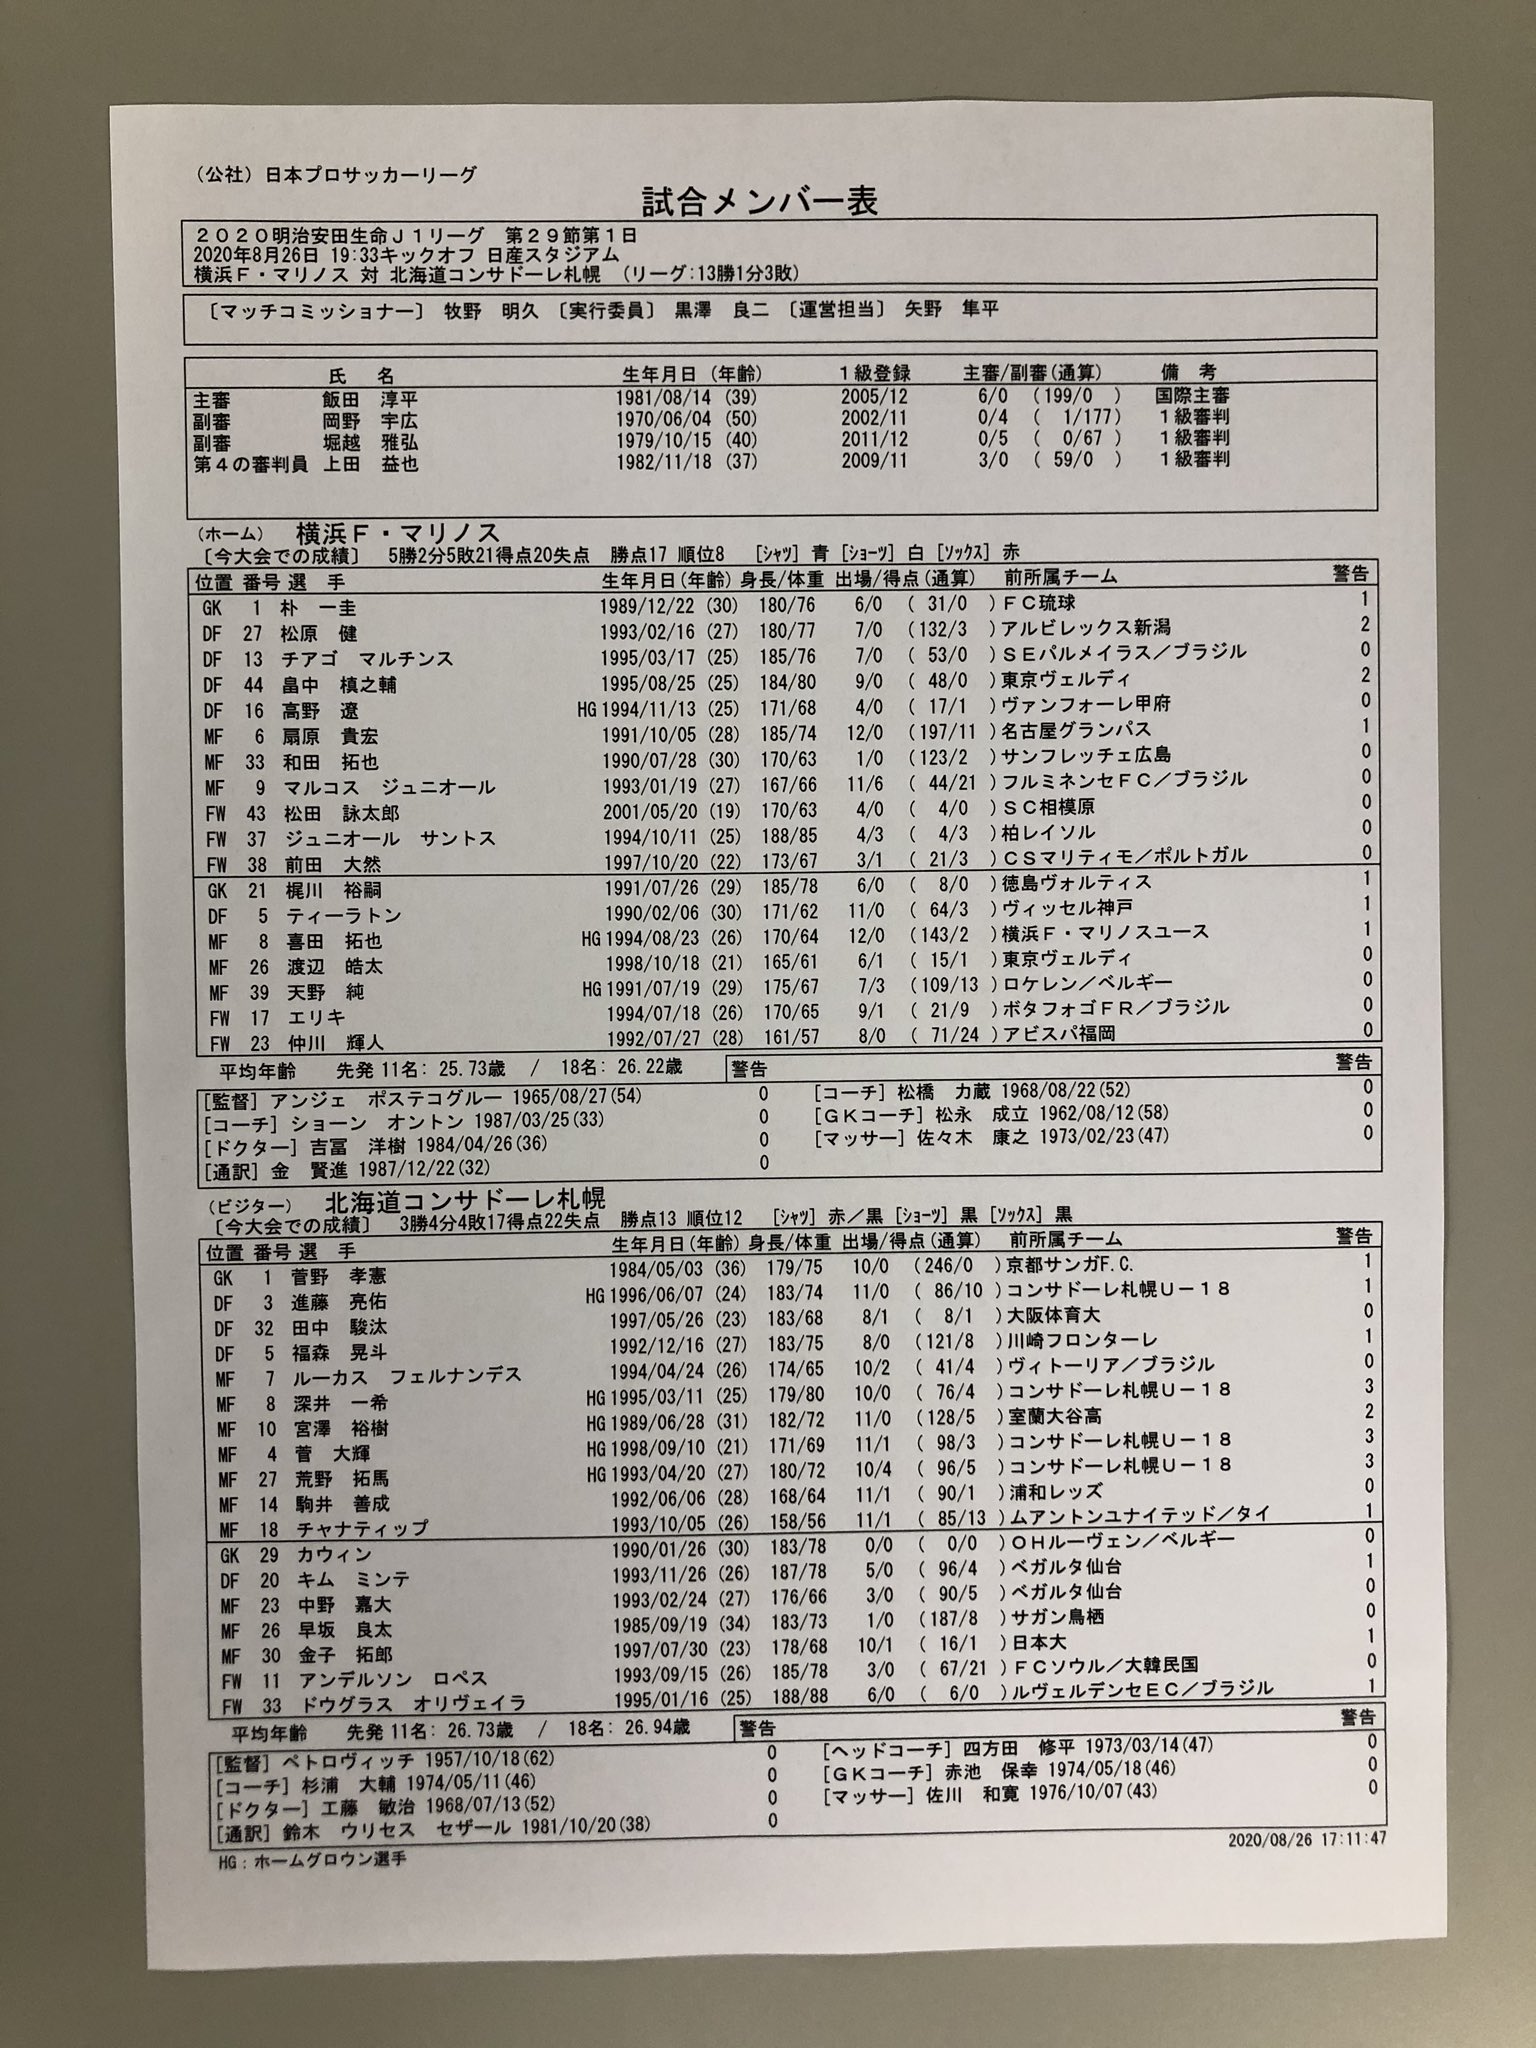 （公社）日本プロサッカーリーグ
試合メンバー表
２０２０明治安田生命Ｊ１リーグ　第２９節第１日
2020年8月26日 19:33キックオフ 日産スタジアム
横浜Ｆ・マリノス 対 北海道コンサドーレ札幌　（リーグ:13勝1分3敗）
〔マッチコミッショナー〕 牧野　明久 〔実行委員〕 黒澤　良二 〔運営担当〕 矢野　隼平
氏　名 生年月日（年齢） １級登録 主審/副審（通算） 備　考
主審 飯田　淳平 1981/08/14 (39) 2005/12 6/0 (199/0 ) 国際主審
副審 岡野　宇広 1970/06/04 (50) 2002/11 0/4 ( 1/177) １級審判
副審 堀越　雅弘 1979/10/15 (40) 2011/12 0/5 ( 0/67 ) １級審判
第４の審判員 上田　益也 1982/11/18 (37) 2009/11 3/0 ( 59/0 ) １級審判
（ホーム） 横浜Ｆ・マリノス
〔今大会での成績〕 5勝2分5敗21得点20失点 勝点17 順位8 [ｼｬﾂ] 青 [ｼｮｰﾂ] 白 [ｿｯｸｽ] 赤
位置 番号 選　手 生年月日(年齢) 身長/体重 出場/得点(通算) 前所属チーム 警告
GK 1 朴　一圭 1989/12/22 (30) 180/76 6/0 ( 31/0 ) ＦＣ琉球 1
DF 27 松原　健 1993/02/16 (27) 180/77 7/0 (132/3 ) アルビレックス新潟 2
DF 13 チアゴ　マルチンス 1995/03/17 (25) 185/76 7/0 ( 53/0 ) ＳＥパルメイラス／ブラジル 0
DF 44 畠中　槙之輔 1995/08/25 (25) 184/80 9/0 ( 48/0 ) 東京ヴェルディ 2
DF 16 高野　遼 HG 1994/11/13 (25) 171/68 4/0 ( 17/1 ) ヴァンフォーレ甲府 0
MF 6 扇原　貴宏 1991/10/05 (28) 185/74 12/0 (197/11 ) 名古屋グランパス 1
MF 33 和田　拓也 1990/07/28 (30) 170/63 1/0 (123/2 ) サンフレッチェ広島 0
MF 9 マルコス　ジュニオール 1993/01/19 (27) 167/66 11/6 ( 44/21 ) フルミネンセＦＣ／ブラジル 0
FW 43 松田　詠太郎 2001/05/20 (19) 170/63 4/0 ( 4/0 ) ＳＣ相模原 0
FW 37 ジュニオール　サントス 1994/10/11 (25) 188/85 4/3 ( 4/3 ) 柏レイソル 0
FW 38 前田　大然 1997/10/20 (22) 173/67 3/1 ( 21/3 ) ＣＳマリティモ／ポルトガル 0
GK 21 梶川　裕嗣 1991/07/26 (29) 185/78 6/0 ( 8/0 ) 徳島ヴォルティス 1
DF 5 ティーラトン 1990/02/06 (30) 171/62 11/0 ( 64/3 ) ヴィッセル神戸 1
MF 8 喜田　拓也 HG 1994/08/23 (26) 170/64 12/0 (143/2 ) 横浜Ｆ・マリノスユース 1
MF 26 渡辺　皓太 1998/10/18 (21) 165/61 6/1 ( 15/1 ) 東京ヴェルディ 0
MF 39 天野　純 HG 1991/07/19 (29) 175/67 7/3 (109/13 ) ロケレン／ベルギー 0
FW 17 エリキ 1994/07/18 (26) 170/65 9/1 ( 21/9 ) ボタフォゴＦＲ／ブラジル 0
FW 23 仲川　輝人 1992/07/27 (28) 161/57 8/0 ( 71/24 ) アビスパ福岡 0
平均年齢 先発 11名: 25.73歳 / 18名: 26.22歳 警告 警告
[監督] アンジェ　ポステコグルー 1965/08/27(54) 0 [コーチ] 松橋　力蔵 1968/08/22(52) 0
[コーチ] ショーン　オントン 1987/03/25(33) 0 [ＧＫコーチ] 松永　成立 1962/08/12(58) 0
[ドクター] 吉冨　洋樹 1984/04/26(36) 0 [マッサー] 佐々木　康之 1973/02/23(47) 0
[通訳] 金　賢進 1987/12/22(32) 0
（ビジター） 北海道コンサドーレ札幌
〔今大会での成績〕 3勝4分4敗17得点22失点 勝点13 順位12 [ｼｬﾂ] 赤／黒 [ｼｮｰﾂ] 黒 [ｿｯｸｽ] 黒
位置 番号 選　手 生年月日(年齢) 身長/体重 出場/得点(通算) 前所属チーム 警告
GK 1 菅野　孝憲 1984/05/03 (36) 179/75 10/0 (246/0 ) 京都サンガF.C. 1
DF 3 進藤　亮佑 HG 1996/06/07 (24) 183/74 11/0 ( 86/10 ) コンサドーレ札幌Ｕ－１８ 1
DF 32 田中　駿汰 1997/05/26 (23) 183/68 8/1 ( 8/1 ) 大阪体育大 0
DF 5 福森　晃斗 1992/12/16 (27) 183/75 8/0 (121/8 ) 川崎フロンターレ 1
MF 7 ルーカス　フェルナンデス 1994/04/24 (26) 174/65 10/2 ( 41/4 ) ヴィトーリア／ブラジル 0
MF 8 深井　一希 HG 1995/03/11 (25) 179/80 10/0 ( 76/4 ) コンサドーレ札幌Ｕ－１８ 3
MF 10 宮澤　裕樹 HG 1989/06/28 (31) 182/72 11/0 (128/5 ) 室蘭大谷高 2
MF 4 菅　大輝 HG 1998/09/10 (21) 171/69 11/1 ( 98/3 ) コンサドーレ札幌Ｕ－１８ 3
MF 27 荒野　拓馬 HG 1993/04/20 (27) 180/72 10/4 ( 96/5 ) コンサドーレ札幌Ｕ－１８ 3
MF 14 駒井　善成 1992/06/06 (28) 168/64 11/1 ( 90/1 ) 浦和レッズ 0
MF 18 チャナティップ 1993/10/05 (26) 158/56 11/1 ( 85/13 ) ムアントンユナイテッド／タイ 1
GK 29 カウィン 1990/01/26 (30) 183/78 0/0 ( 0/0 ) ＯＨルーヴェン／ベルギー 0
DF 20 キム　ミンテ 1993/11/26 (26) 187/78 5/0 ( 96/4 ) ベガルタ仙台 1
MF 23 中野　嘉大 1993/02/24 (27) 176/66 3/0 ( 90/5 ) ベガルタ仙台 0
MF 26 早坂　良太 1985/09/19 (34) 183/73 1/0 (187/8 ) サガン鳥栖 0
MF 30 金子　拓郎 1997/07/30 (23) 178/68 10/1 ( 16/1 ) 日本大 1
FW 11 アンデルソン　ロペス 1993/09/15 (26) 185/78 3/0 ( 67/21 ) ＦＣソウル／大韓民国 0
FW 33 ドウグラス　オリヴェイラ 1995/01/16 (25) 188/88 6/0 ( 6/0 ) ルヴェルデンセＥＣ／ブラジル 1
平均年齢 先発 11名: 26.73歳 / 18名: 26.94歳 警告 警告
[監督] ペトロヴィッチ 1957/10/18(62) 0 [ヘッドコーチ] 四方田　修平 1973/03/14(47) 0
[コーチ] 杉浦　大輔 1974/05/11(46) 0 [ＧＫコーチ] 赤池　保幸 1974/05/18(46) 0
[ドクター] 工藤　敏治 1968/07/13(52) 0 [マッサー] 佐川　和寛 1976/10/07(43) 0
[通訳] 鈴木　ウリセス　セザール 1981/10/20(38) 0
2020/08/26 17:11:47
HG：ホームグロウン選手